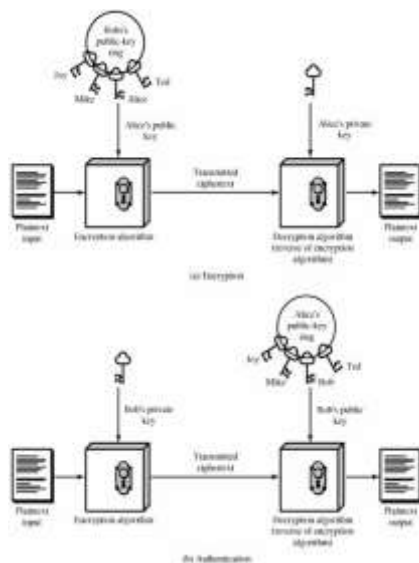 Bob's
public-key
ring
Joy
Ted
Mike
Alice
Alice's public
key
Alice's private
key
Transmitted
ciphertext
Plaintext
input
Encryption algorithm
Decryption algorithm
(reverse of encryption
algorithm)
Plaintext
output
(a) Encryption
Alice's
public-key
ring
Joy
Ted
Mike
Bob
Bob's private
key
Bob's public
key
Transmitted
ciphertext
Plaintext
input
Encryption algorithm
Decryption algorithm
(reverse of encryption
algorithm)
Plaintext
output
(b) Authentication